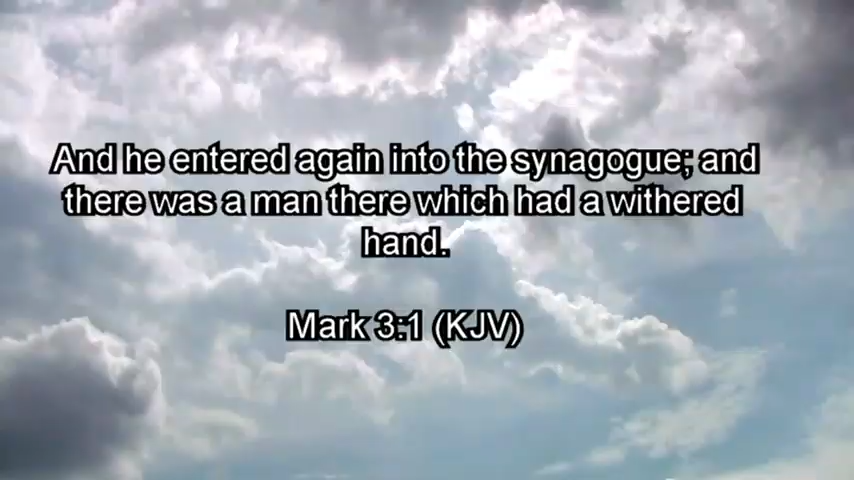 And he entered again into the synagogue; and
there was a man there which had a withered
hand.
Mark 3:1 (KJV)